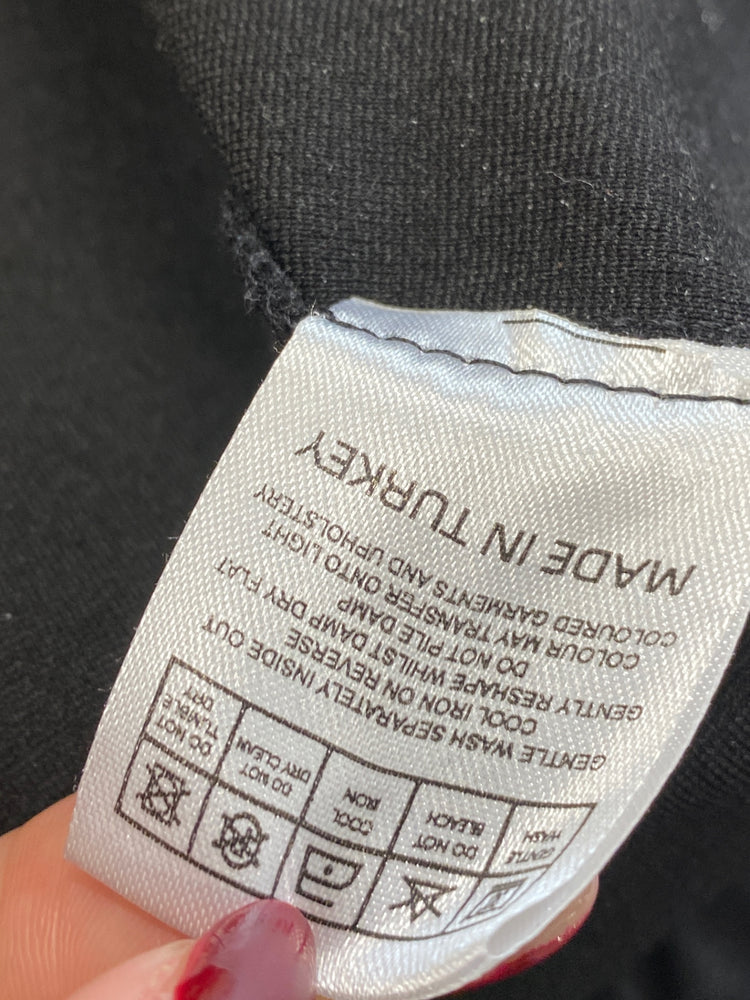 GENTLE WASH
DO NOT BLEACH
COOL IRON
DO NOT DRY CLEAN
DO NOT TUMBLE DRY
GENTLE WASH SEPARATELY INSIDE OUT
COOL IRON ON REVERSE
GENTLY RESHAPE WHILST DAMP DRY FLAT
DO NOT PILE DAMP
COLOUR MAY TRANSFER ONTO LIGHT
COLOURED GARMENTS AND UPHOLSTERY
MADE IN TURKEY